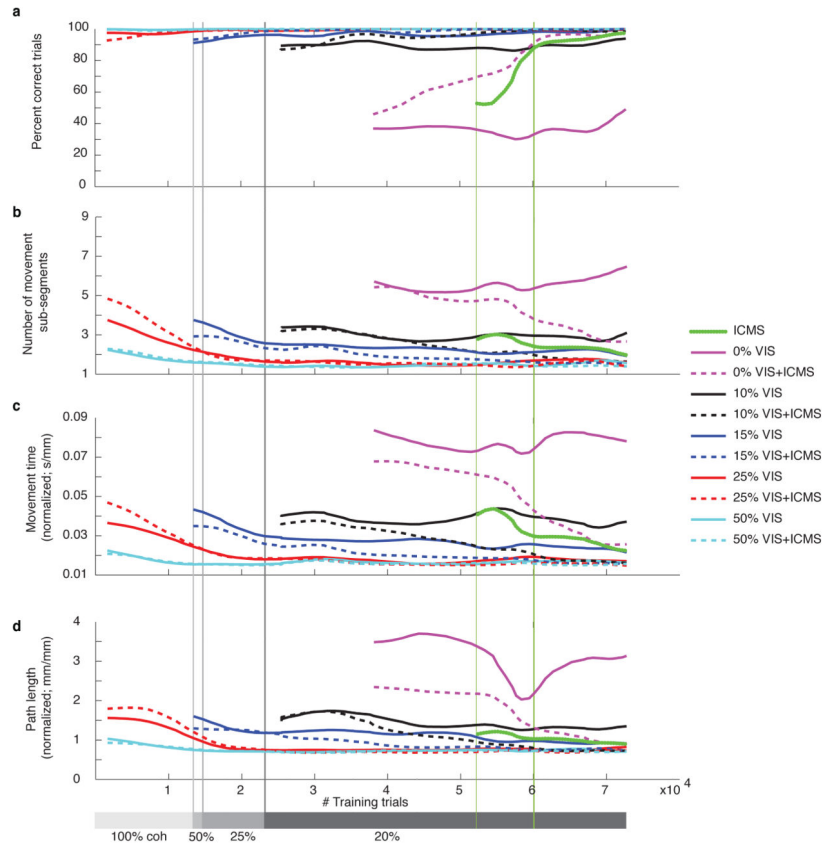 a
Percent correct trials
100
80
60
40
20
0
b
Number of movement
sub-segments
9
7
5
3
1
c
Movement time
(normalized; s/mm)
0.09
0.07
0.05
0.03
0.01
d
Path length
(normalized; mm/mm)
4
3
2
1
0
1 2 3 4 5 6 7 x10 4
# Training trials
100% coh 50% 25% 20%
ICMS
0% VIS
0% VIS+ICMS
10% VIS
10% VIS+ICMS
15% VIS
15% VIS+ICMS
25% VIS
25% VIS+ICMS
50% VIS
50% VIS+ICMS